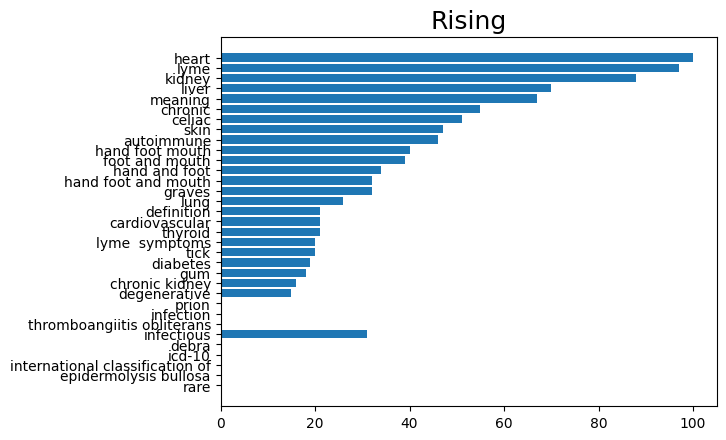 Rising
heart
lyme
kidney
liver
meaning
chronic
celiac
skin
autoimmune
hand foot mouth
foot and mouth
hand and foot
hand foot and mouth
graves
lung
definition
cardiovascular
thyroid
lyme  symptoms
tick
diabetes
gum
chronic kidney
degenerative
prion
infection
thromboangiitis obliterans
infectious
debra
icd-10
international classification of
epidermolysis bullosa
rare
0 20 40 60 80 100